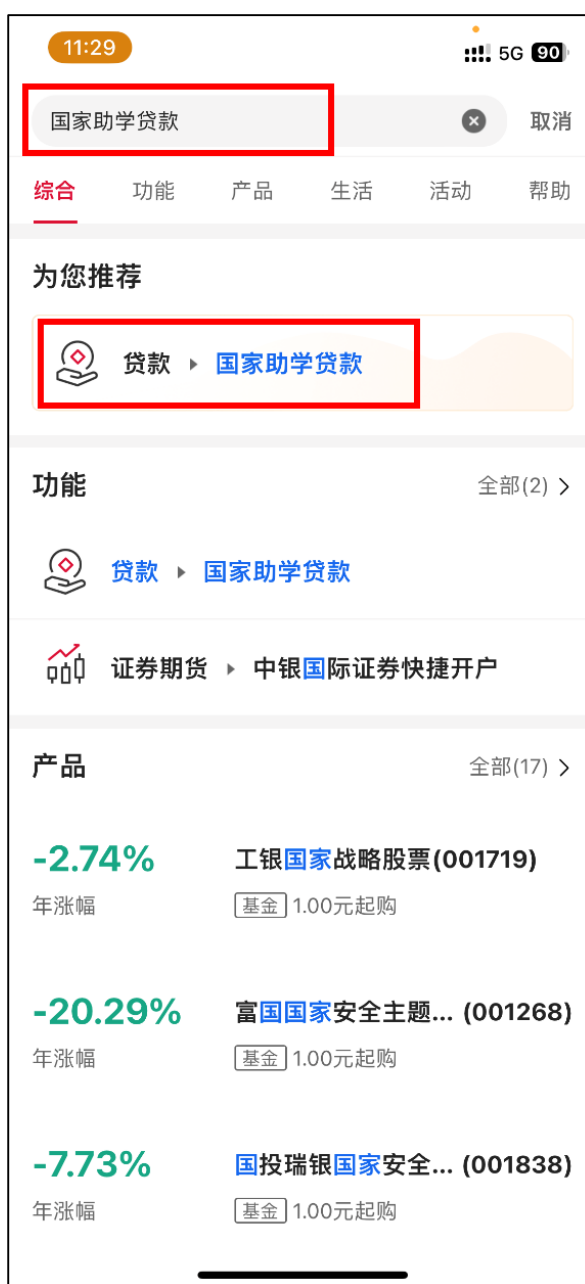 11:29 5G 90
国家助学贷款 取消
综合 功能 产品 生活 活动 帮助
为您推荐
贷款 国家助学贷款
功能 全部(2)
贷款 国家助学贷款
证券期货 中银国际证券快捷开户
产品 全部(17)
-2.74% 工银国家战略股票(001719)
年涨幅 基金 1.00元起购
-20.29% 富国国家安全主题... (001268)
年涨幅 基金 1.00元起购
-7.73% 国投瑞银国家安全... (001838)
年涨幅 基金 1.00元起购